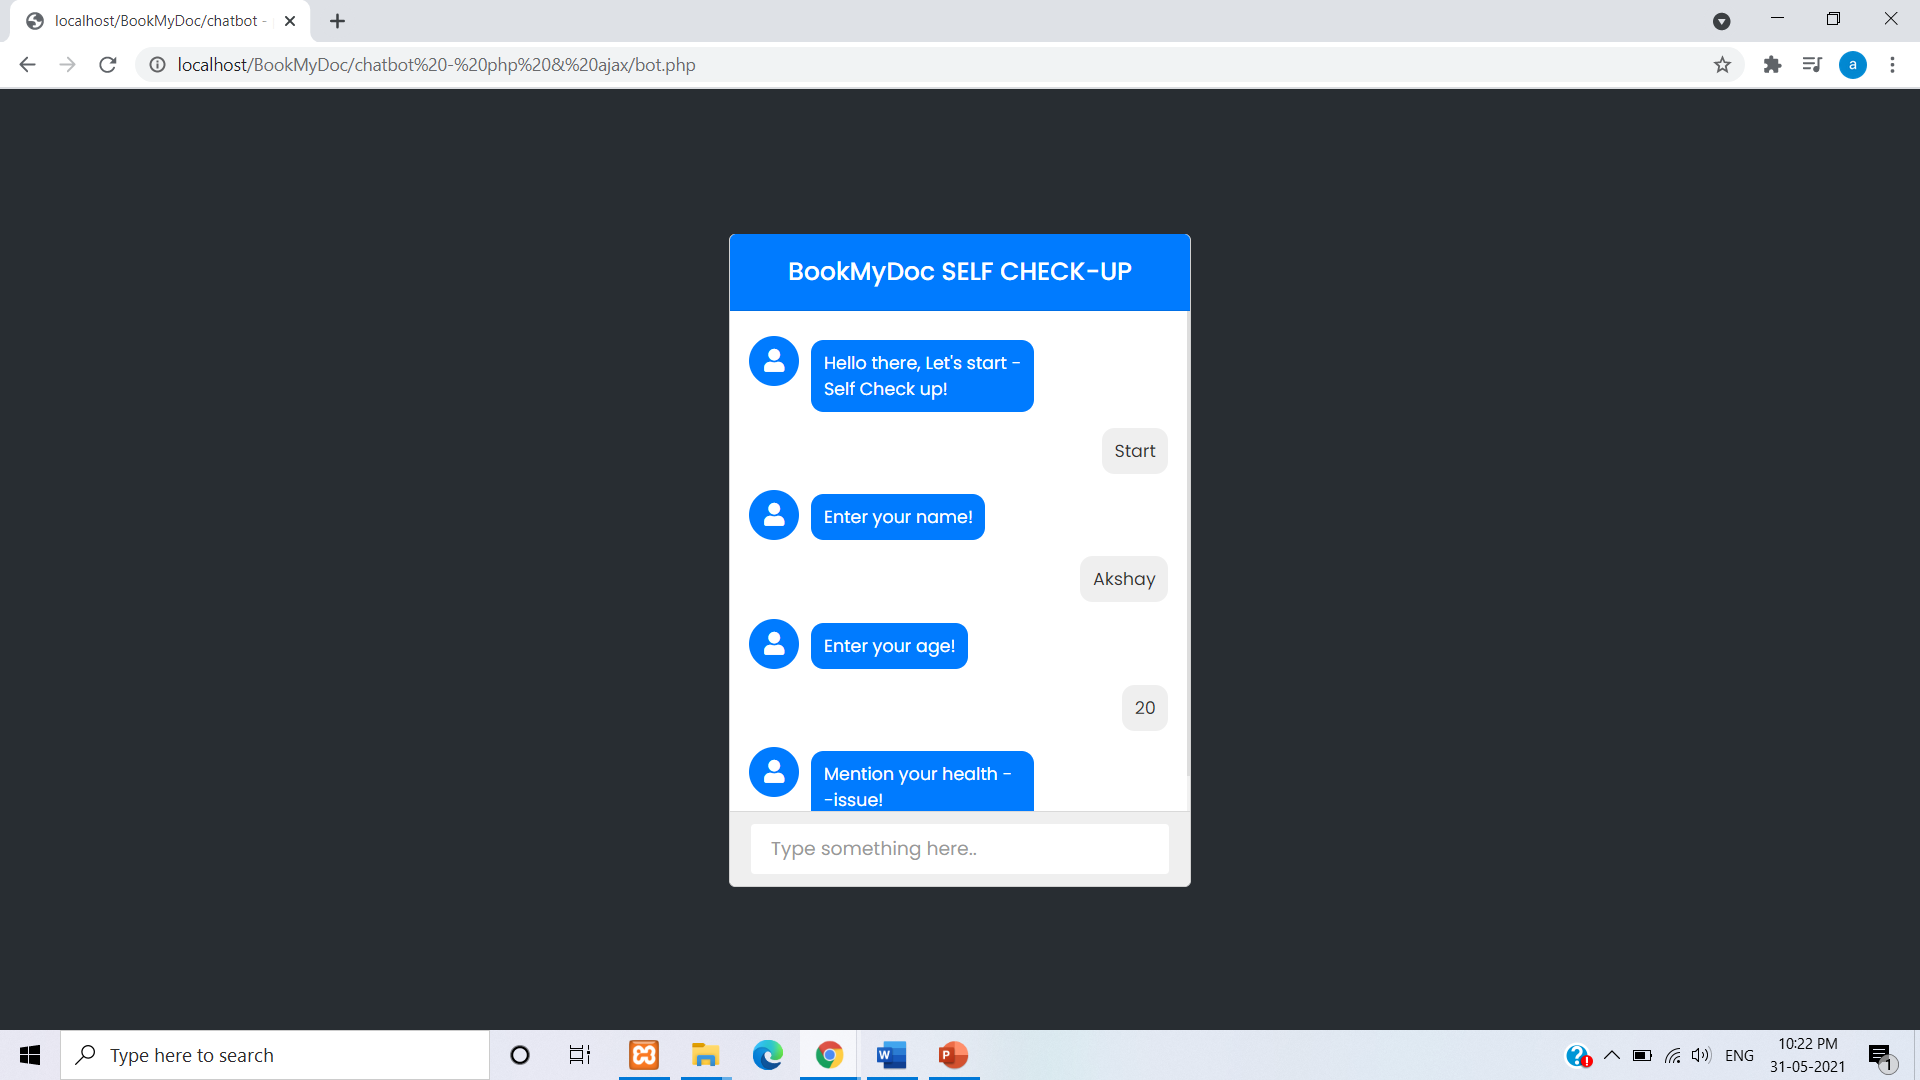 localhost/BookMyDoc/chatbot -
localhost/BookMyDoc/chatbot%20-%20php%20&%20ajax/bot.php
a
BookMyDoc SELF CHECK-UP
Hello there, Let's start -
Self Check up!
Start
Enter your name!
Akshay
Enter your age!
20
Mention your health -
-issue!
Type something here..
Type here to search
W
P
ENG
10:22 PM
31-05-2021
1